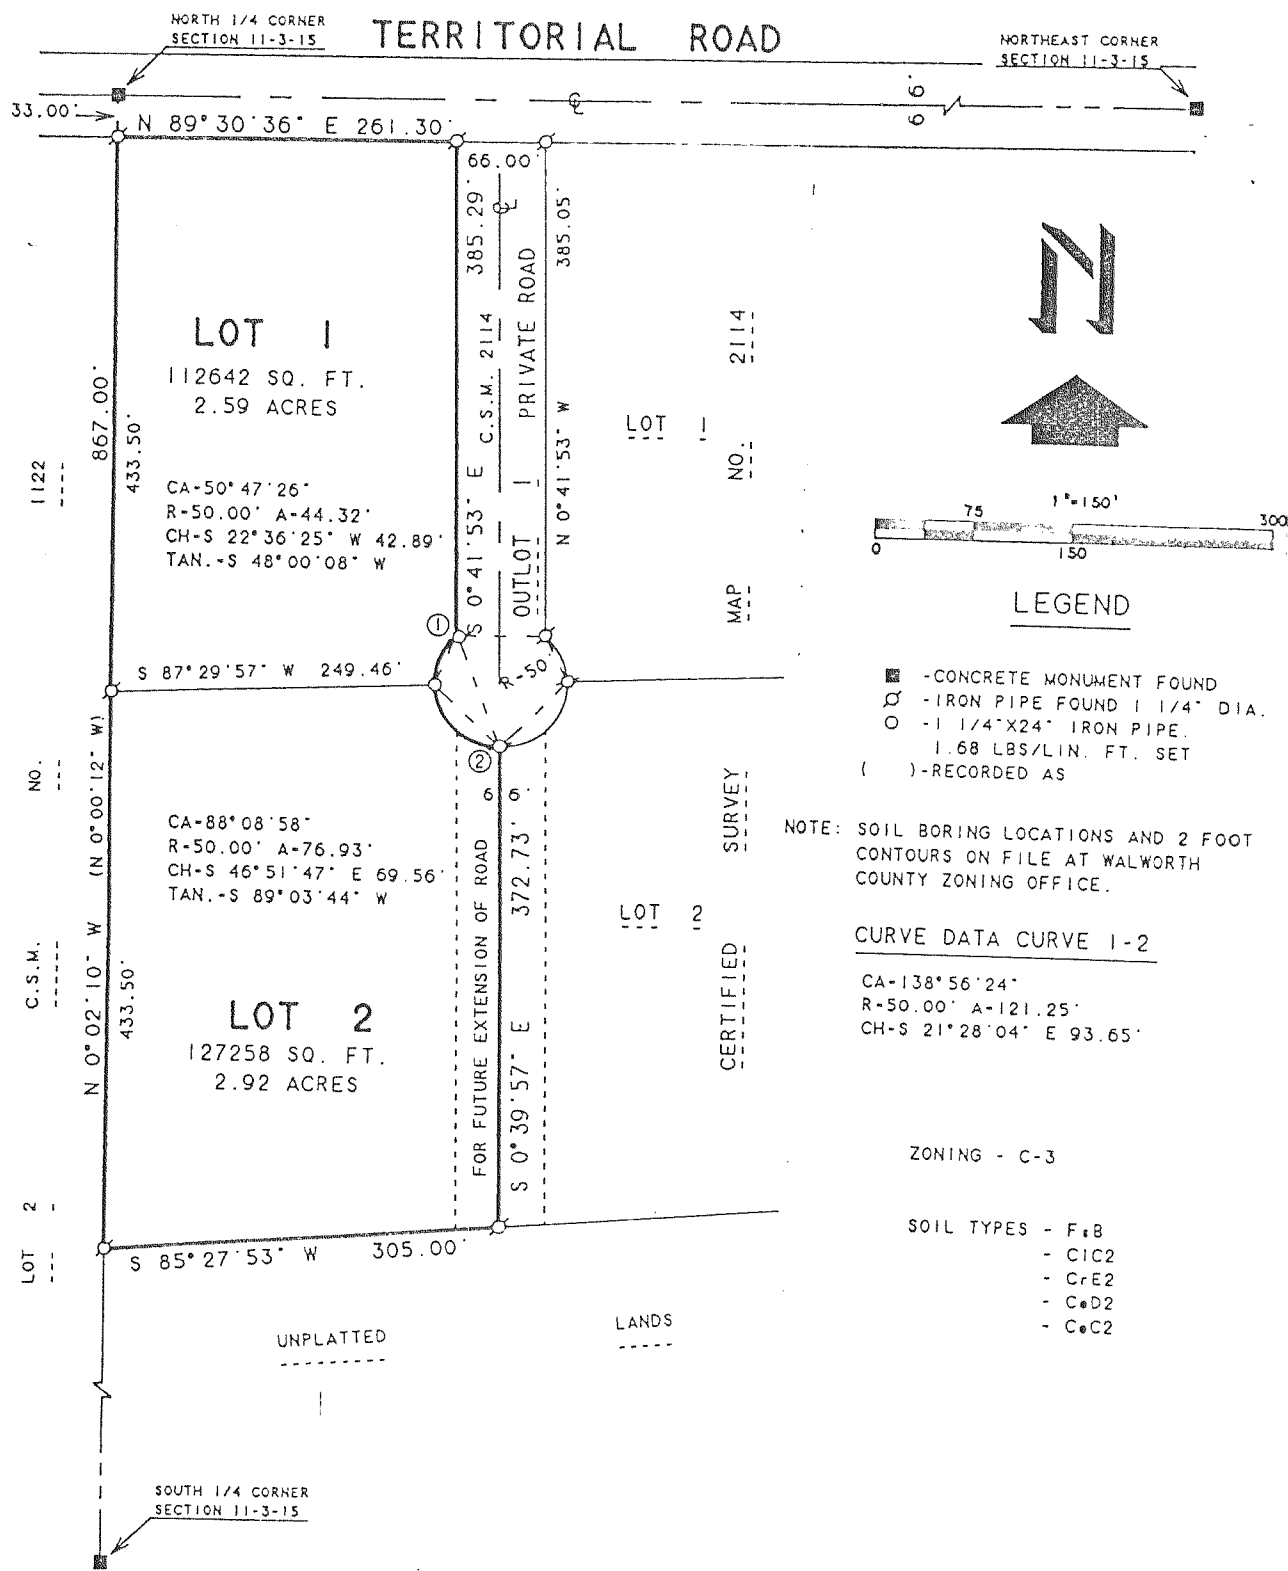 NORTH 1/4 CORNER
SECTION 11-3-15
TERRITORIAL ROAD
NORTHEAST CORNER
SECTION 11-3-15
33.00'
N 89°30'36" E 261.30'
66'
66.00'
385.29'
385.05'
LOT 1
112642 SQ. FT.
2.59 ACRES
867.00'
433.50'
CA-50°47'26"
R-50.00' A-44.32'
CH-S 22°36'25" W 42.89'
TAN.-S 48°00'08" W
S 0°41'53" E
C.S.M. 2114
OUTLOT 1
PRIVATE ROAD
N 0°41'53" W
LOT 1
1"=150'
75
300
0
150
LEGEND
-CONCRETE MONUMENT FOUND
-IRON PIPE FOUND 1 1/4" DIA.
-1 1/4"X24" IRON PIPE.
1.68 LBS/LIN. FT. SET
( )-RECORDED AS
NOTE: SOIL BORING LOCATIONS AND 2 FOOT
CONTOURS ON FILE AT WALWORTH
COUNTY ZONING OFFICE.
CURVE DATA CURVE 1-2
CA-138°56'24"
R-50.00' A-121.25'
CH-S 21°28'04" E 93.65'
ZONING - C-3
SOIL TYPES - FsB
- ClC2
- CrE2
- CeD2
- CeC2
1
S 87°29'57" W 249.46'
R-50'
2
66'
LOT 2 C.S.M. NO. 1122
N 0°02'10" W (N 0°00'12" W)
433.50'
CA-88°08'58"
R-50.00' A-76.93'
CH-S 46°51'47" E 69.56'
TAN.-S 89°03'44" W
LOT 2
127258 SQ. FT.
2.92 ACRES
FOR FUTURE EXTENSION OF ROAD
S 0°39'57" E 372.73'
LOT 2
CERTIFIED SURVEY MAP NO. 2114
S 85°27'53" W 305.00'
UNPLATTED LANDS
SOUTH 1/4 CORNER
SECTION 11-3-15